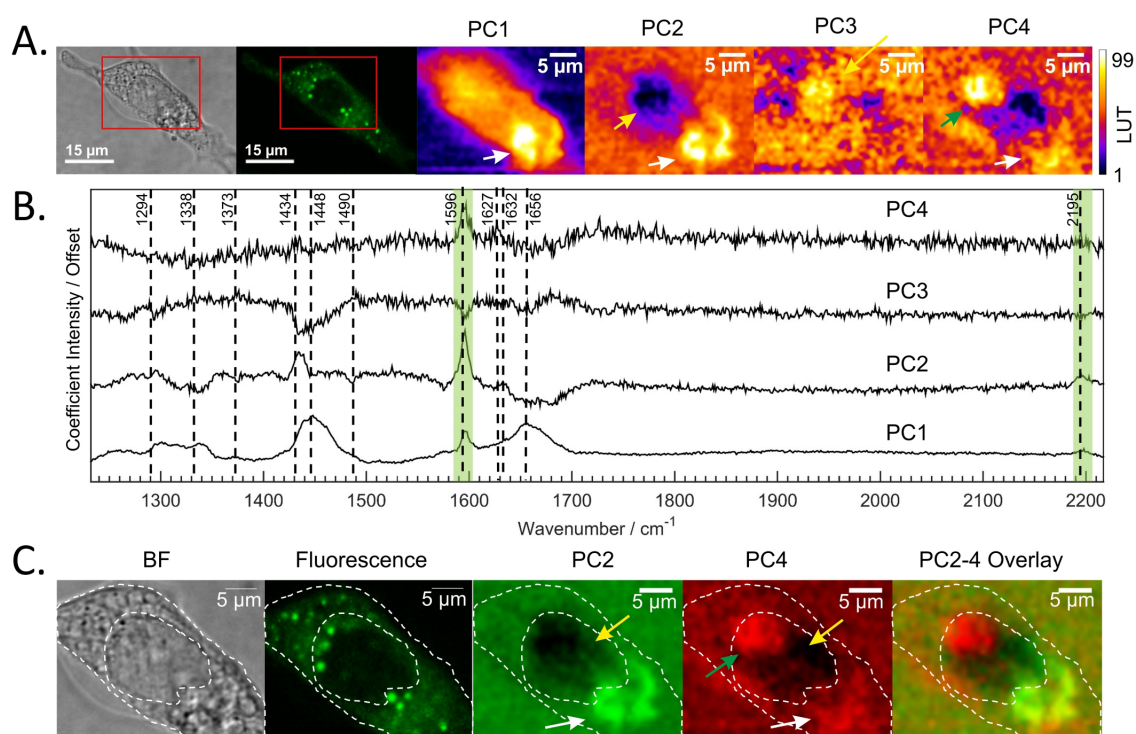 A.
PC1 PC2 PC3 PC4
15 μm 15 μm 5 μm 5 μm 5 μm 5 μm
99
LUT
1
B.
1294 1338 1373 1434 1448 1490 1596 1627 1632 1656 2195
PC4
PC3
PC2
PC1
Coefficient Intensity / Offset
1300 1400 1500 1600 1700 1800 1900 2000 2100 2200
Wavenumber / cm-1
C.
BF Fluorescence PC2 PC4 PC2-4 Overlay
5 μm 5 μm 5 μm 5 μm 5 μm